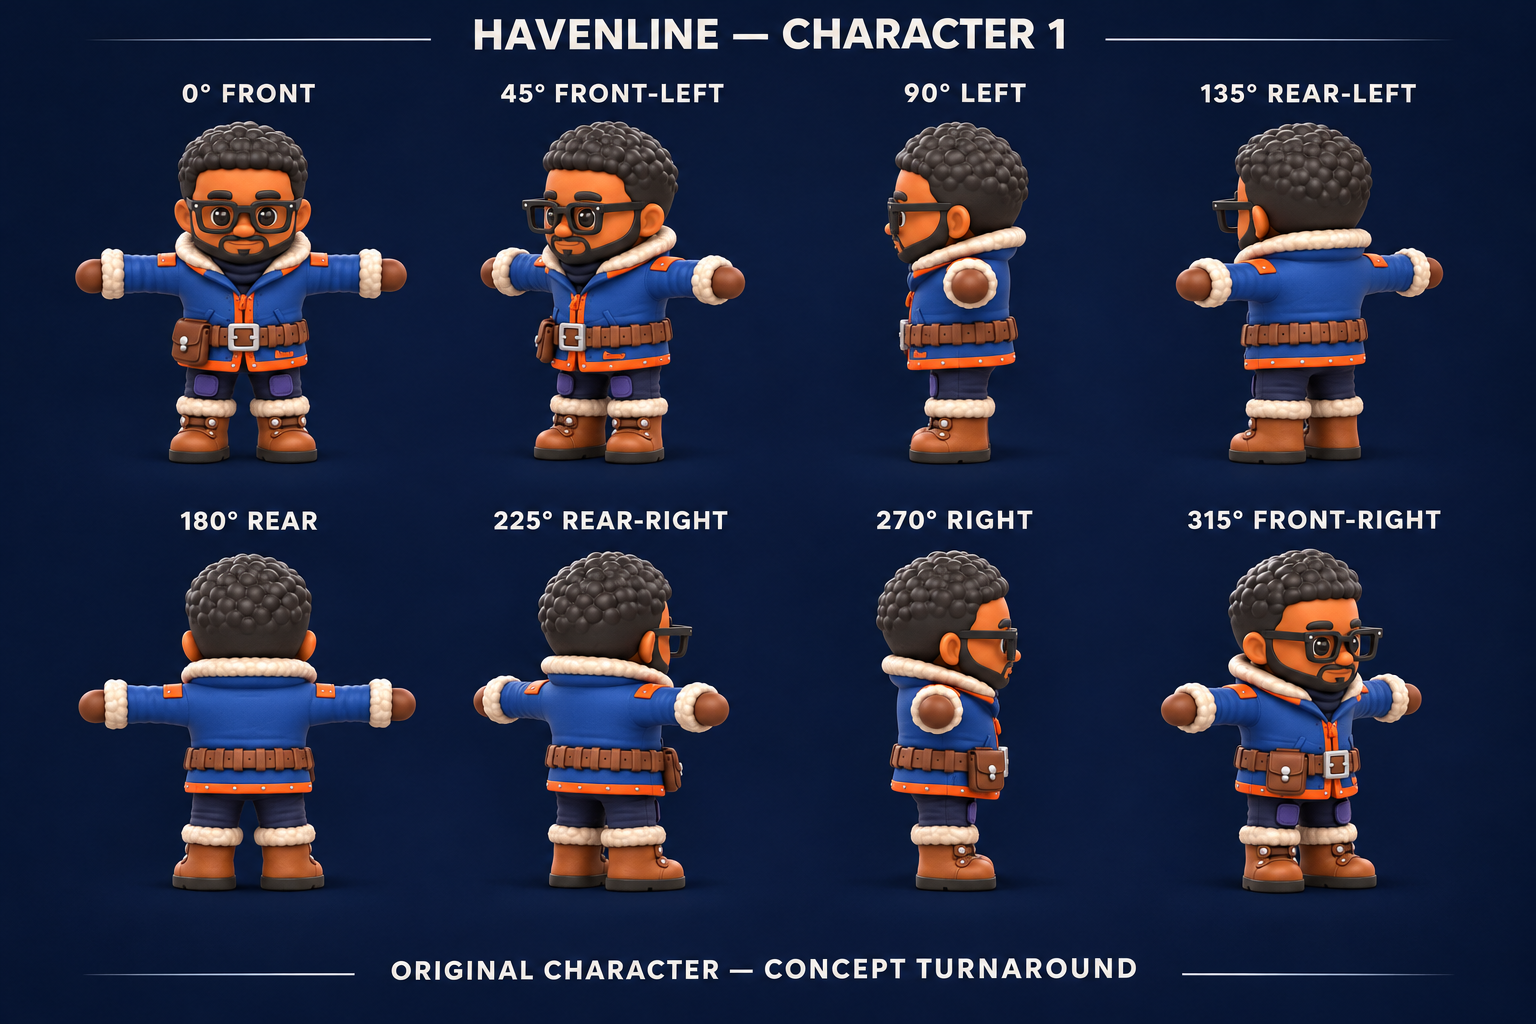 HAVENLINE — CHARACTER 1
0° FRONT
45° FRONT-LEFT
90° LEFT
135° REAR-LEFT
180° REAR
225° REAR-RIGHT
270° RIGHT
315° FRONT-RIGHT
ORIGINAL CHARACTER — CONCEPT TURNAROUND